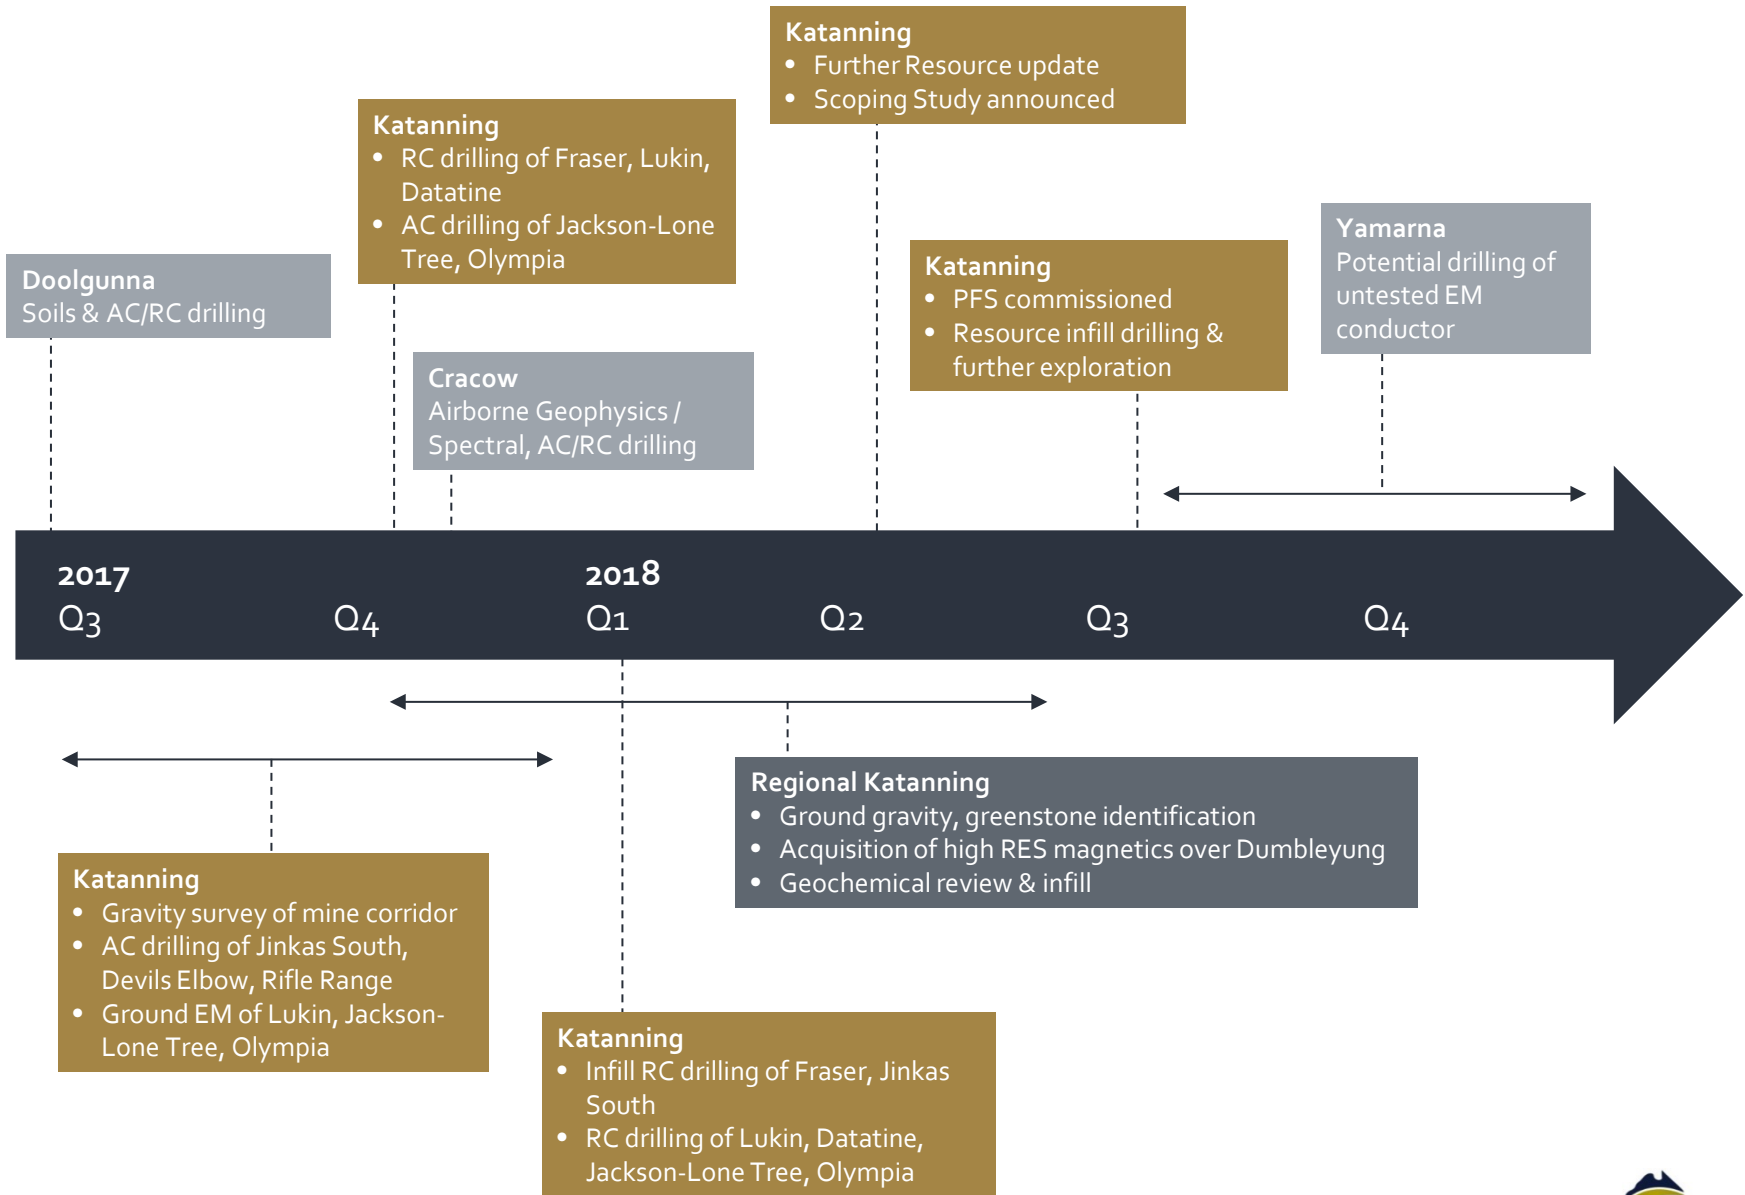 Katanning
• Further Resource update
• Scoping Study announced
Katanning
• RC drilling of Fraser, Lukin,
Datatine
• AC drilling of Jackson-Lone
Tree, Olympia
Yamarna
Potential drilling of
untested EM
conductor
Katanning
• PFS commissioned
• Resource infill drilling &
further exploration
Doolgunna
Soils & AC/RC drilling
Cracow
Airborne Geophysics /
Spectral, AC/RC drilling
2017
2018
Q3
Q4
Q1
Q2
Q3
Q4
Regional Katanning
• Ground gravity, greenstone identification
• Acquisition of high RES magnetics over Dumbleyung
• Geochemical review & infill
Katanning
• Gravity survey of mine corridor
• AC drilling of Jinkas South,
Devils Elbow, Rifle Range
• Ground EM of Lukin, Jackson-
Lone Tree, Olympia
Katanning
• Infill RC drilling of Fraser, Jinkas
South
• RC drilling of Lukin, Datatine,
Jackson-Lone Tree, Olympia